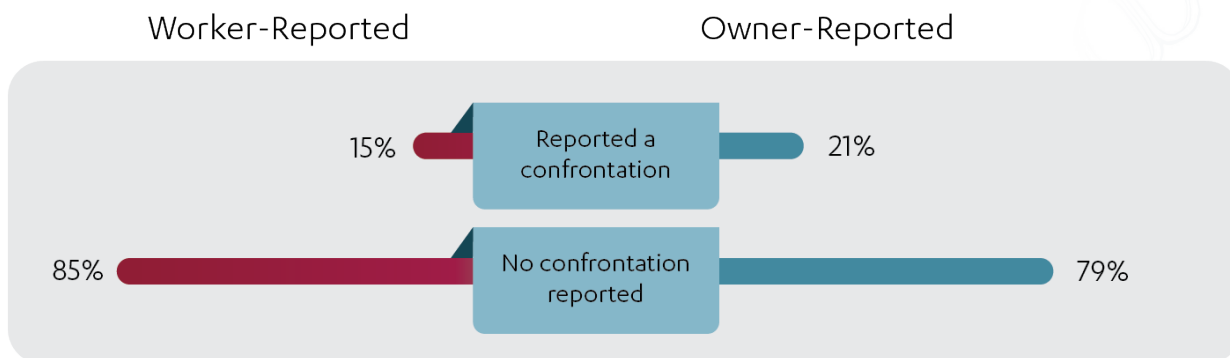 Worker-Reported
Owner-Reported
15%
Reported a
confrontation
21%
85%
No confrontation
reported
79%